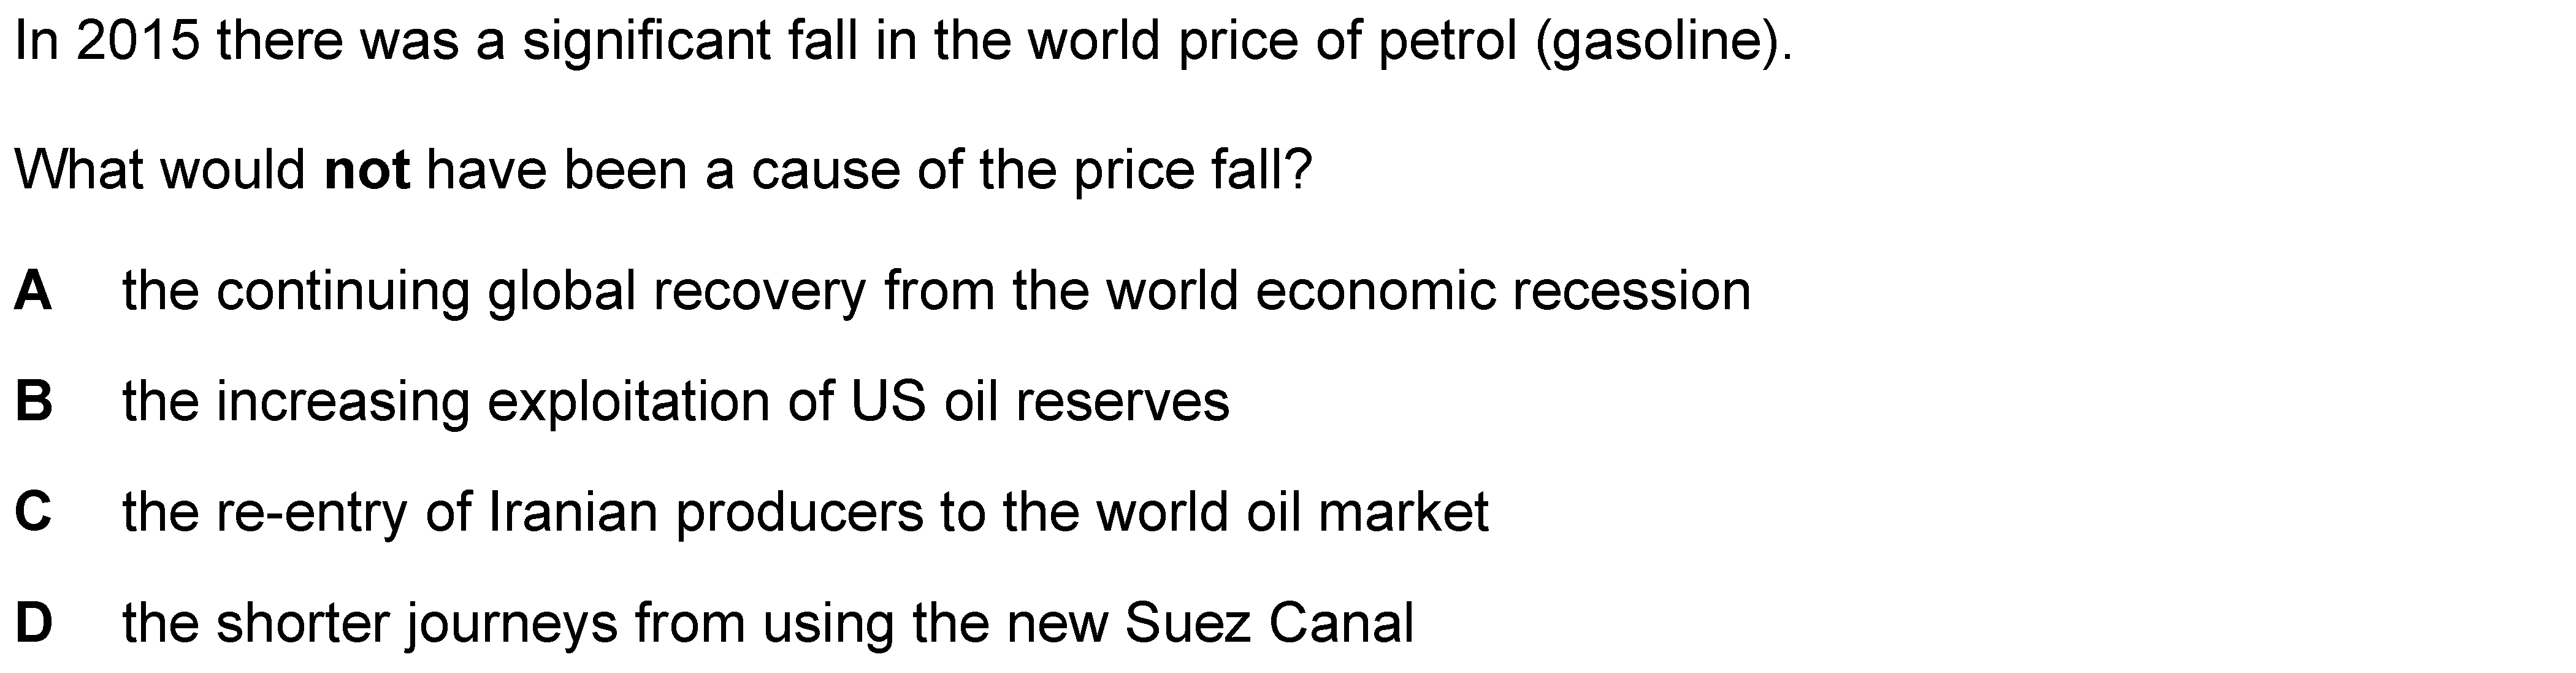 In 2015 there was a significant fall in the world price of petrol (gasoline).
What would not have been a cause of the price fall?
A the continuing global recovery from the world economic recession
B the increasing exploitation of US oil reserves
C the re-entry of Iranian producers to the world oil market
D the shorter journeys from using the new Suez Canal